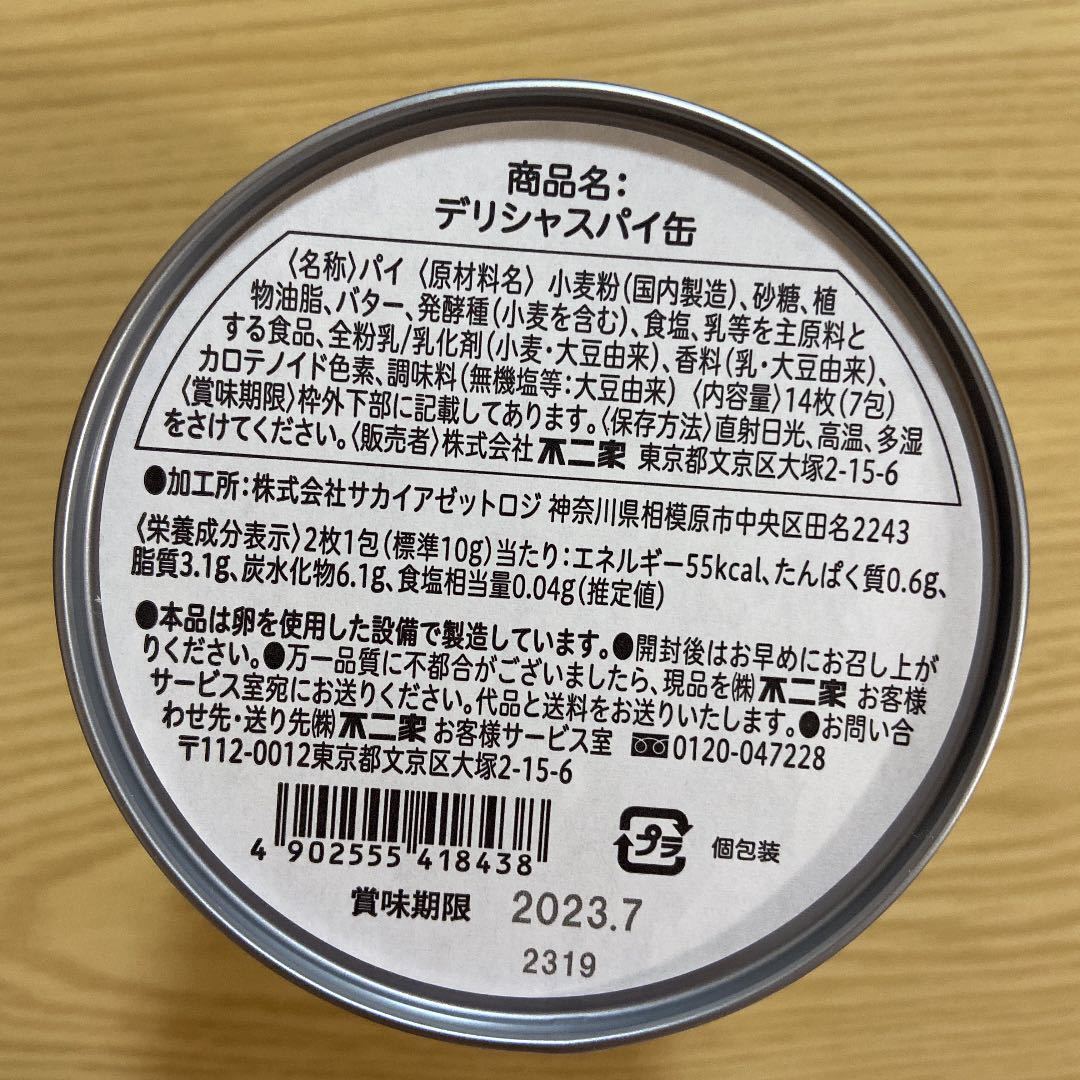 商品名:
デリシャスパイ缶
〈名称〉パイ 〈原材料名〉 小麦粉(国内製造)、砂糖、植
物油脂、バター、発酵種(小麦を含む)、食塩、乳等を主原料と
する食品、全粉乳/乳化剤(小麦・大豆由来)、香料(乳・大豆由来)、
カロテノイド色素、調味料(無機塩等:大豆由来) 〈内容量〉14枚(7包)
〈賞味期限〉枠外下部に記載してあります。〈保存方法〉直射日光、高温、多湿
をさけてください。〈販売者〉株式会社 不二家 東京都文京区大塚2-15-6
●加工所:株式会社サカイアゼットロジ 神奈川県相模原市中央区田名2243
〈栄養成分表示〉2枚1包(標準10g)当たり:エネルギー55kcal、たんぱく質0.6g、
脂質3.1g、炭水化物6.1g、食塩相当量0.04g(推定値)
●本品は卵を使用した設備で製造しています。●開封後はお早めにお召し上が
りください。●万一品質に不都合がございましたら、現品を㈱不二家 お客様
サービス室宛にお送りください。代品と送料をお送りいたします。●お問い合
わせ先・送り先㈱不二家 お客様サービス室 0120-047228
〒112-0012東京都文京区大塚2-15-6
4 902555 418438
プラ 個包装
賞味期限 2023.7
2319